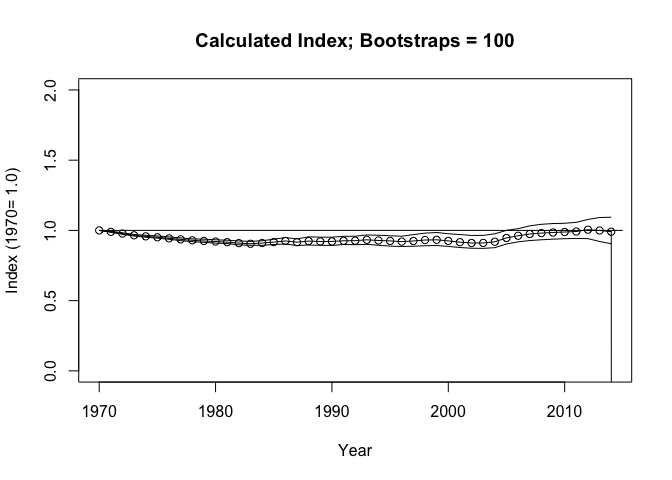 Calculated Index; Bootstraps = 100
Index (1970= 1.0)
2.0
1.5
1.0
0.5
0.0
1970 1980 1990 2000 2010
Year